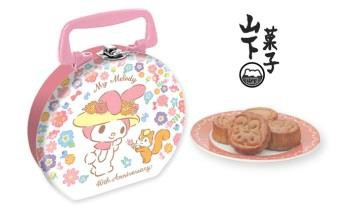 My Melody
40th Anniversary!
山下
菓子